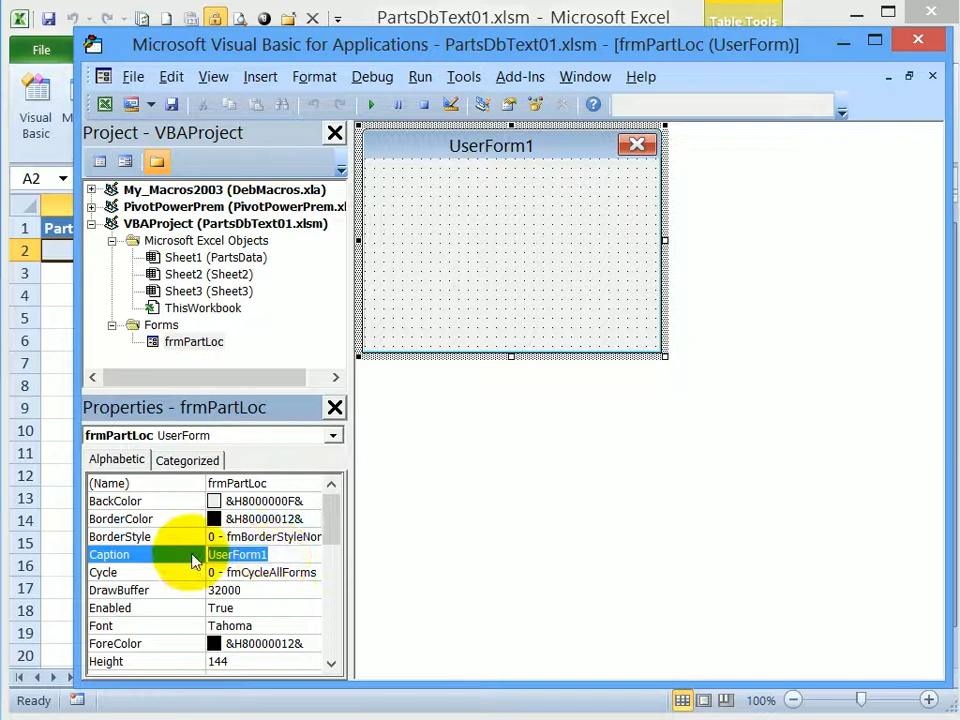 PartsDbText01.xlsm - Microsoft Excel
Table Tools
File
Visual
Basic
A2
1
Part
2
3
4
5
6
7
8
9
10
11
12
13
14
15
16
17
18
19
20
Microsoft Visual Basic for Applications - PartsDbText01.xlsm - [frmPartLoc (UserForm)]
File Edit View Insert Format Debug Run Tools Add-Ins Window Help
Project - VBAProject
My_Macros2003 (DebMacros.xla)
PivotPowerPrem (PivotPowerPrem.xl
VBAProject (PartsDbText01.xlsm)
Microsoft Excel Objects
Sheet1 (PartsData)
Sheet2 (Sheet2)
Sheet3 (Sheet3)
ThisWorkbook
Forms
frmPartLoc
UserForm1
Properties - frmPartLoc
frmPartLoc UserForm
Alphabetic Categorized
(Name) frmPartLoc
BackColor &H8000000F&
BorderColor &H80000012&
BorderStyle 0 - fmBorderStyleNor
Caption UserForm1
Cycle 0 - fmCycleAllForms
DrawBuffer 32000
Enabled True
Font Tahoma
ForeColor &H80000012&
Height 144
Ready
100%